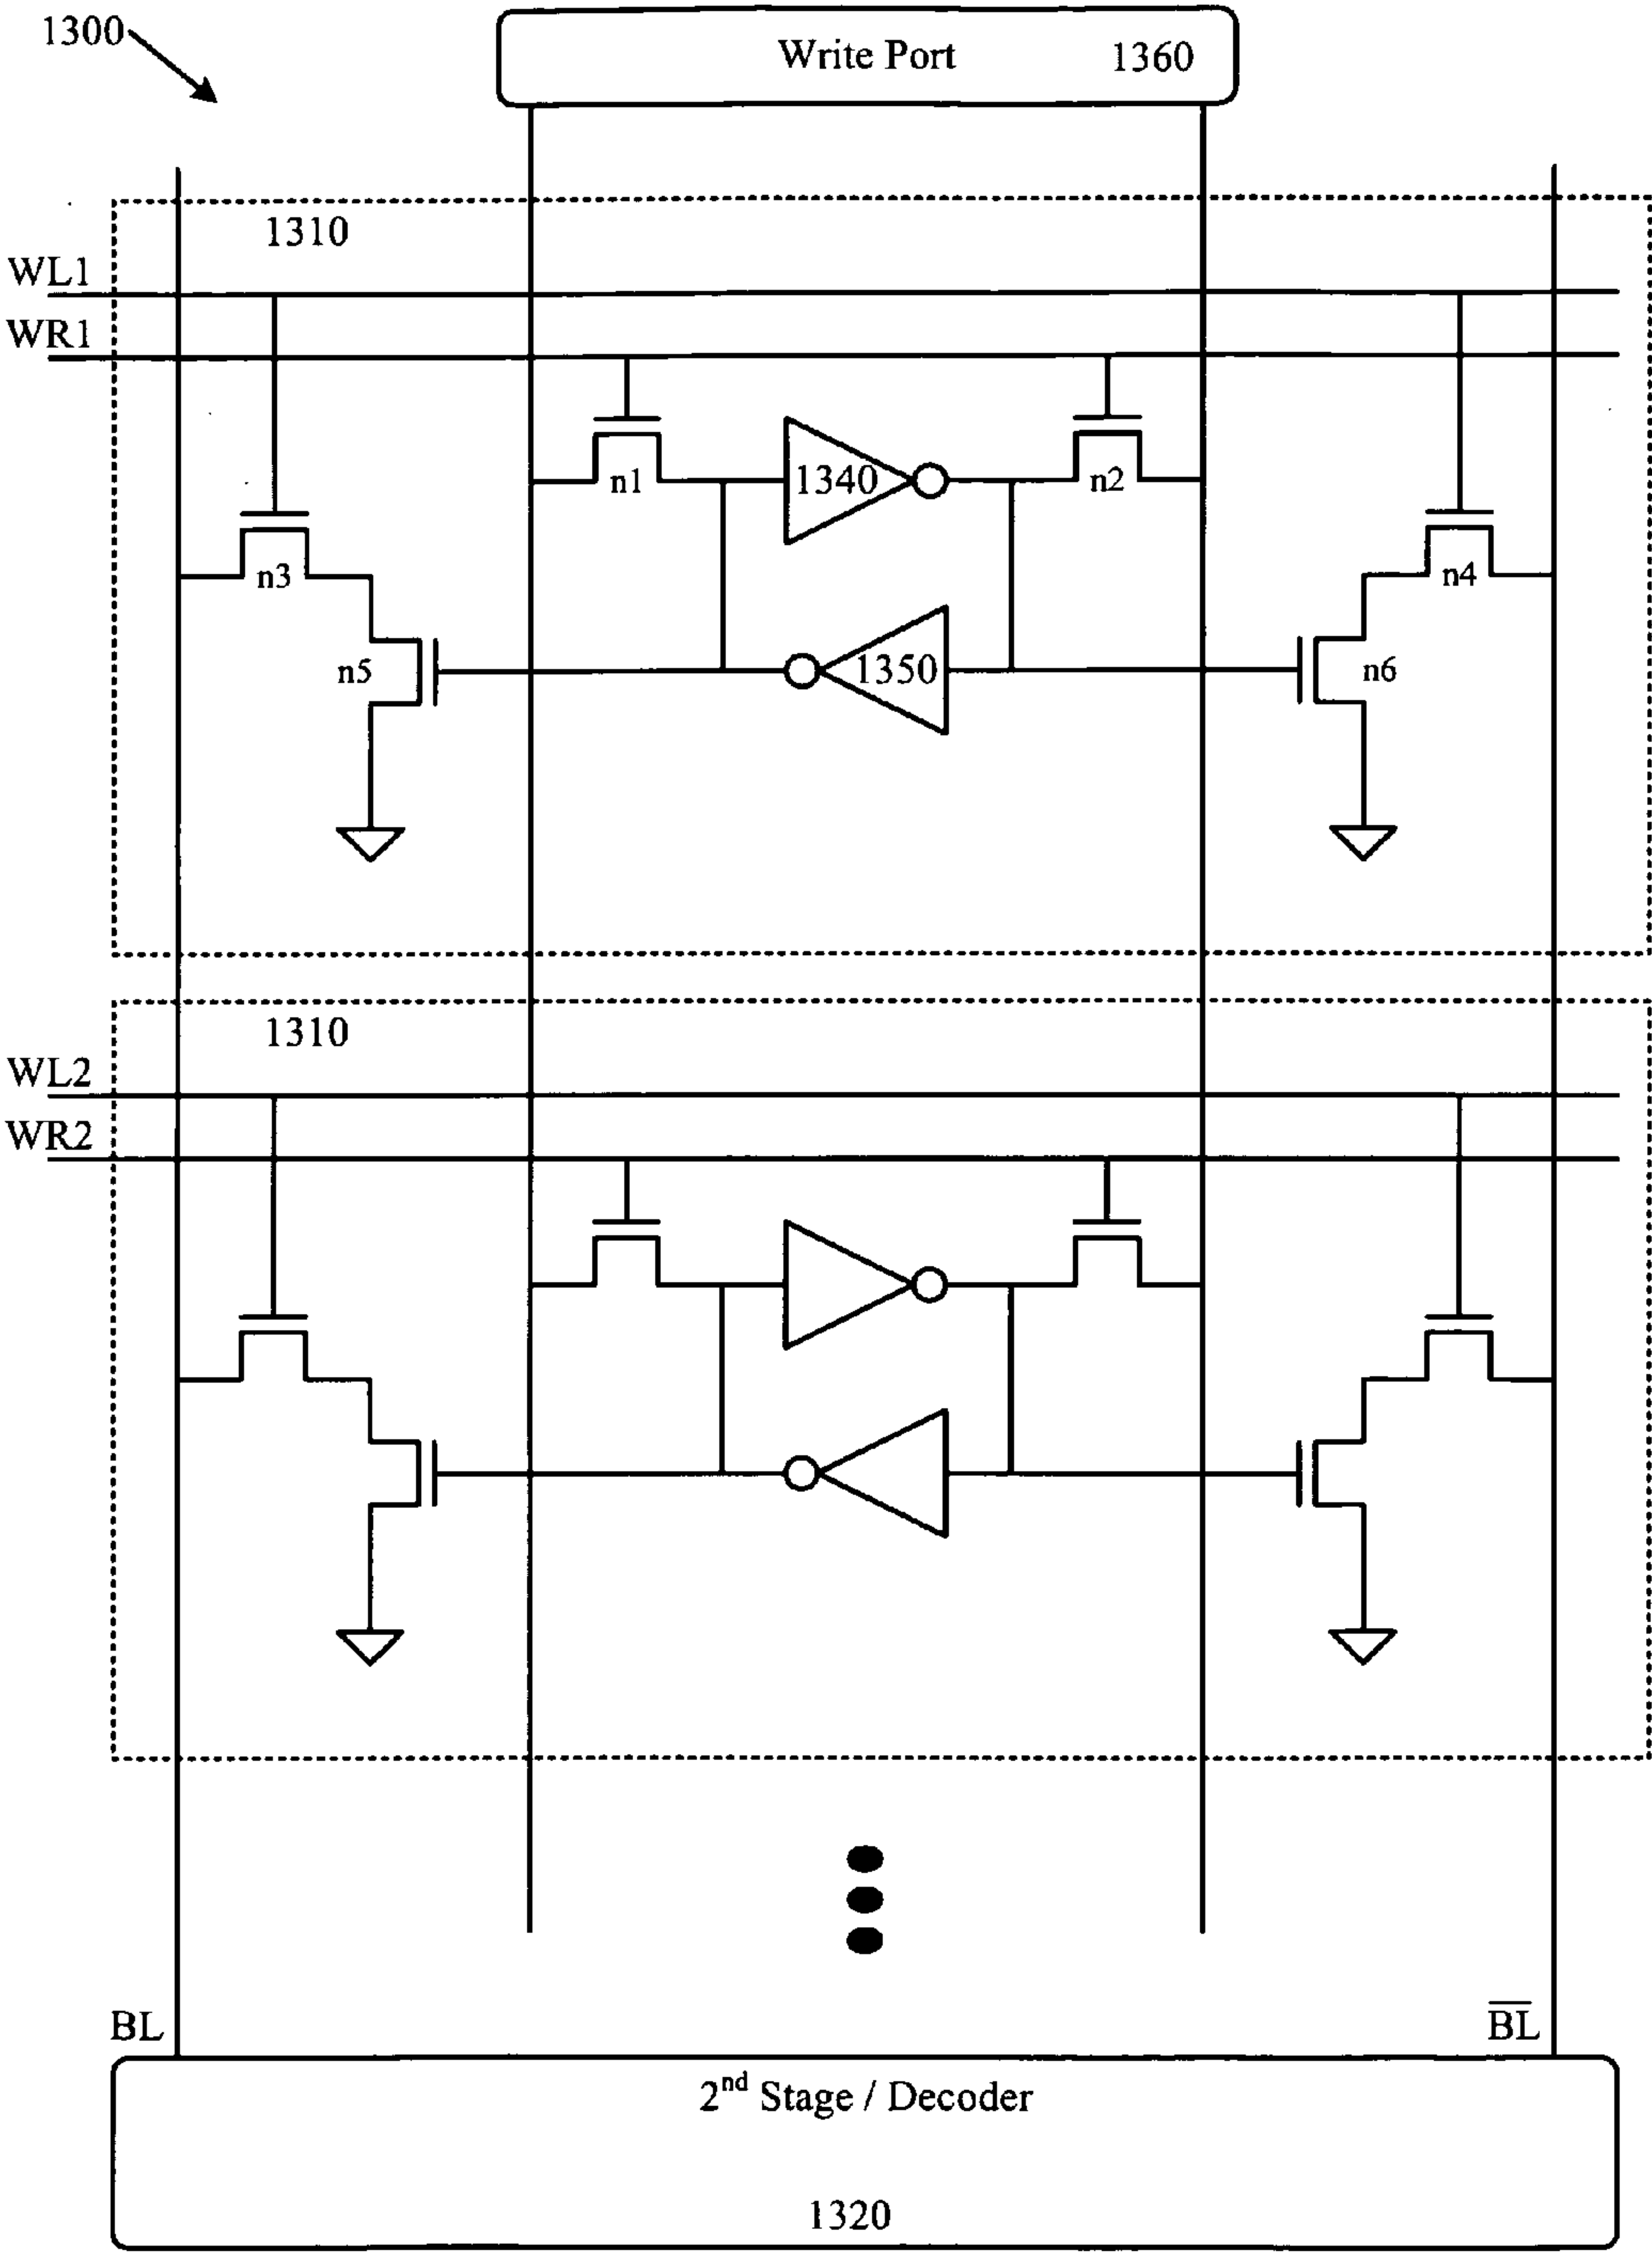 1300
Write Port 1360
1310
WL1
WR1
n1 1340 n2
n3 n4
n5 1350 n6
1310
WL2
WR2
BL B̅L̅
2nd Stage / Decoder
1320